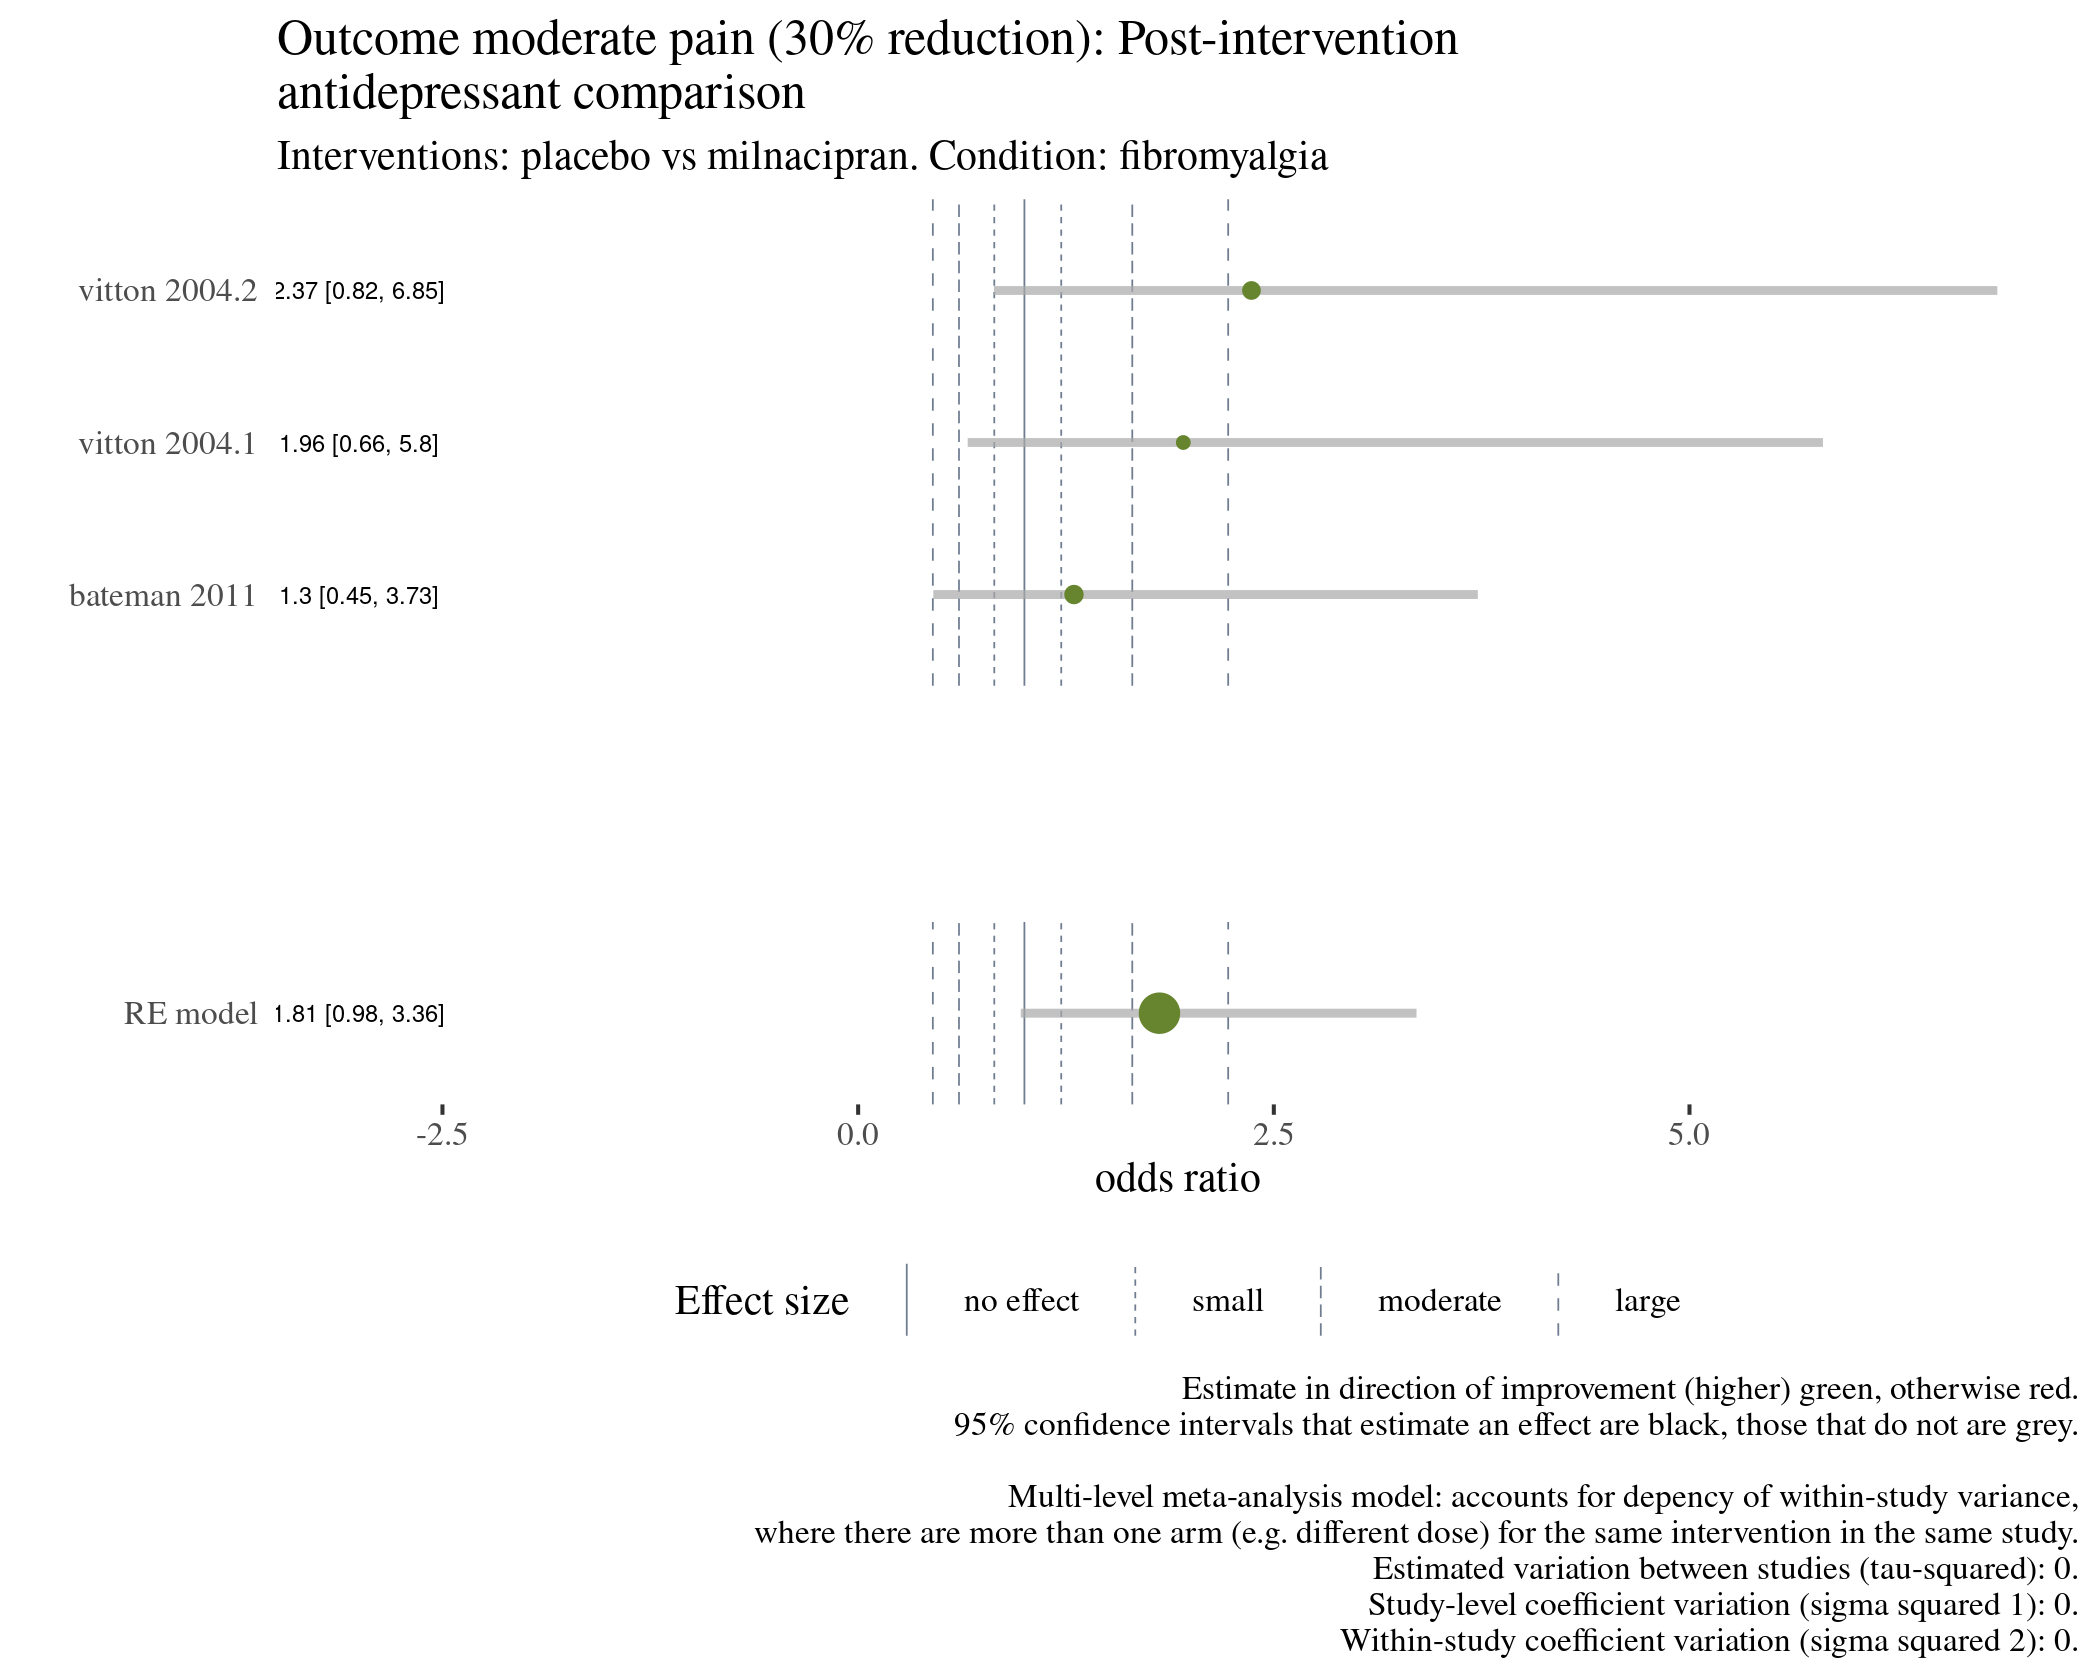 Outcome moderate pain (30% reduction): Post-intervention
antidepressant comparison
Interventions: placebo vs milnacipran. Condition: fibromyalgia
vitton 2004.2 2.37 [0.82, 6.85]
vitton 2004.1 1.96 [0.66, 5.8]
bateman 2011 1.3 [0.45, 3.73]
RE model 1.81 [0.98, 3.36]
-2.5 0.0 2.5 5.0
odds ratio
Effect size no effect small moderate large
Estimate in direction of improvement (higher) green, otherwise red.
95% confidence intervals that estimate an effect are black, those that do not are grey.
Multi-level meta-analysis model: accounts for depency of within-study variance,
where there are more than one arm (e.g. different dose) for the same intervention in the same study.
Estimated variation between studies (tau-squared): 0.
Study-level coefficient variation (sigma squared 1): 0.
Within-study coefficient variation (sigma squared 2): 0.